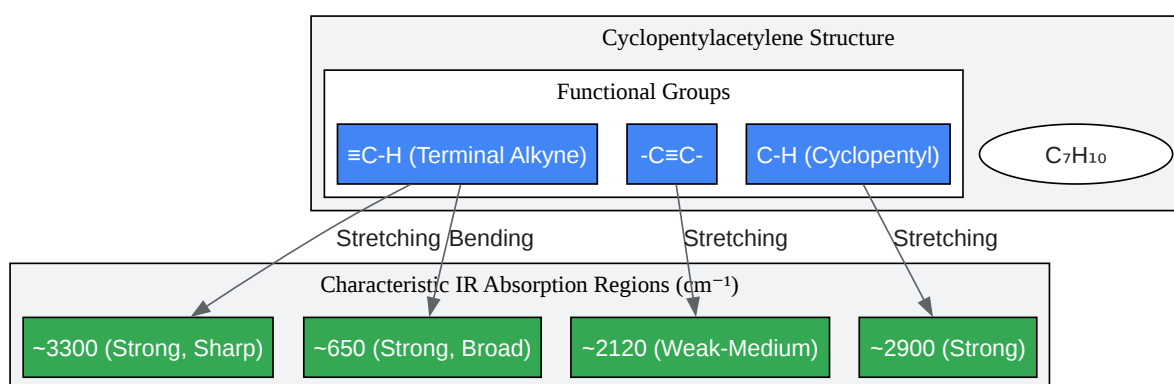 Cyclopentylacetylene Structure
Functional Groups
≡C-H (Terminal Alkyne)
-C≡C-
C-H (Cyclopentyl)
C₇H₁₀
Stretching
Bending
Stretching
Stretching
Characteristic IR Absorption Regions (cm⁻¹)
~3300 (Strong, Sharp)
~650 (Strong, Broad)
~2120 (Weak-Medium)
~2900 (Strong)